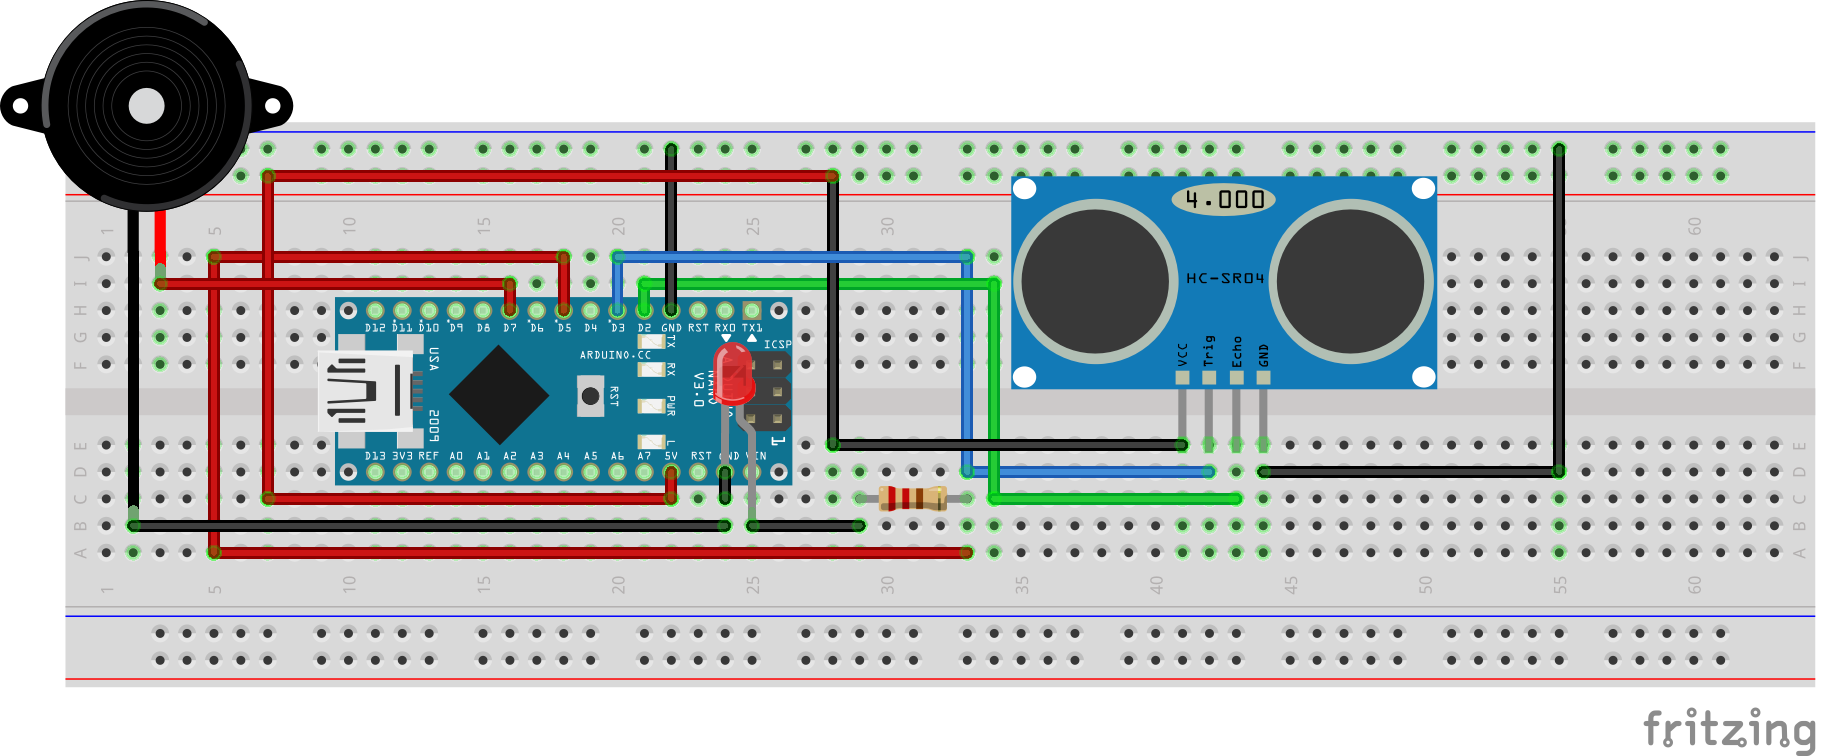 4.000
1 5 10 15 20 25 30 60
J J
I I
H H
G G
F F
HC-SR04
VCC Trig Echo GND
D12 D11 D10 D9 D8 D7 D6 D5 D4 D3 D2 GND RST RX0 TX1
ARDUINO.CC
TX
RX
PWR
L
RST
ICSP
NANO
V3.0
USA
2009
1
D13 3V3 REF A0 A1 A2 A3 A4 A5 A6 A7 5V RST GND VIN
E E
D D
C C
B B
A A
1 5 10 15 20 25 30 35 40 45 50 55 60
fritzing